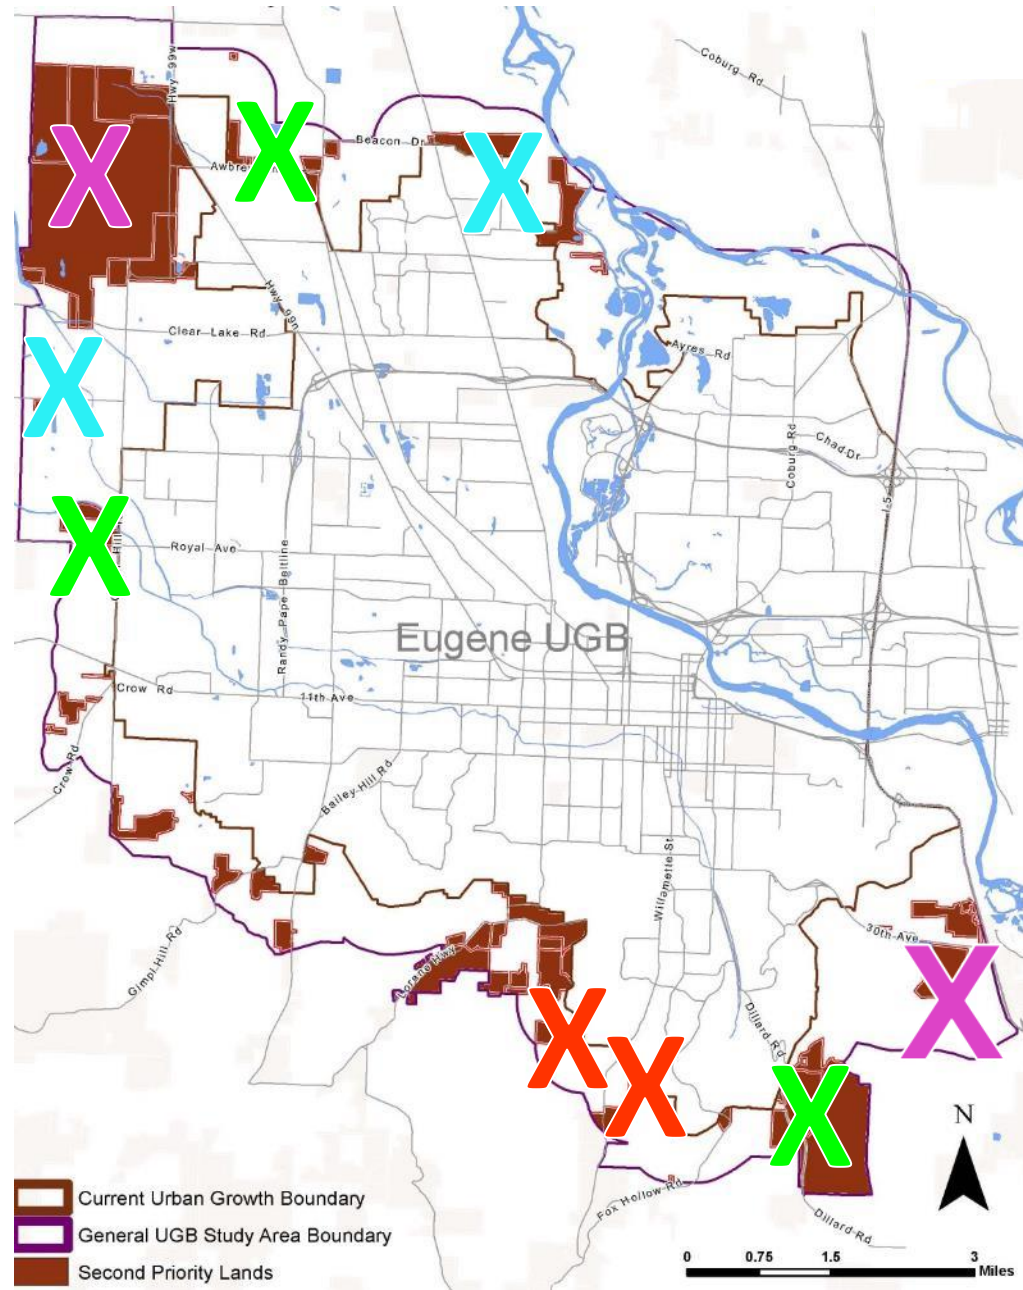 Coburg Rd
Hwy 99w
Beacon Dr
Hwy 99n
Clear Lake Rd
Ayres Rd
Coburg Rd
Chad Dr
I-5
Royal Ave
Randy Pape Beltline
Eugene UGB
Crow Rd
11th Ave
Crow Rd
Bailey Hill Rd
Willamette St
30th Ave
Gimpl Hill Rd
Lorane Hwy
Dillard Rd
Fox Hollow Rd
Dillard Rd
N
Current Urban Growth Boundary
General UGB Study Area Boundary
Second Priority Lands
0 0.75 1.5 3
Miles
X
X
X
X
X
X
X
X
X